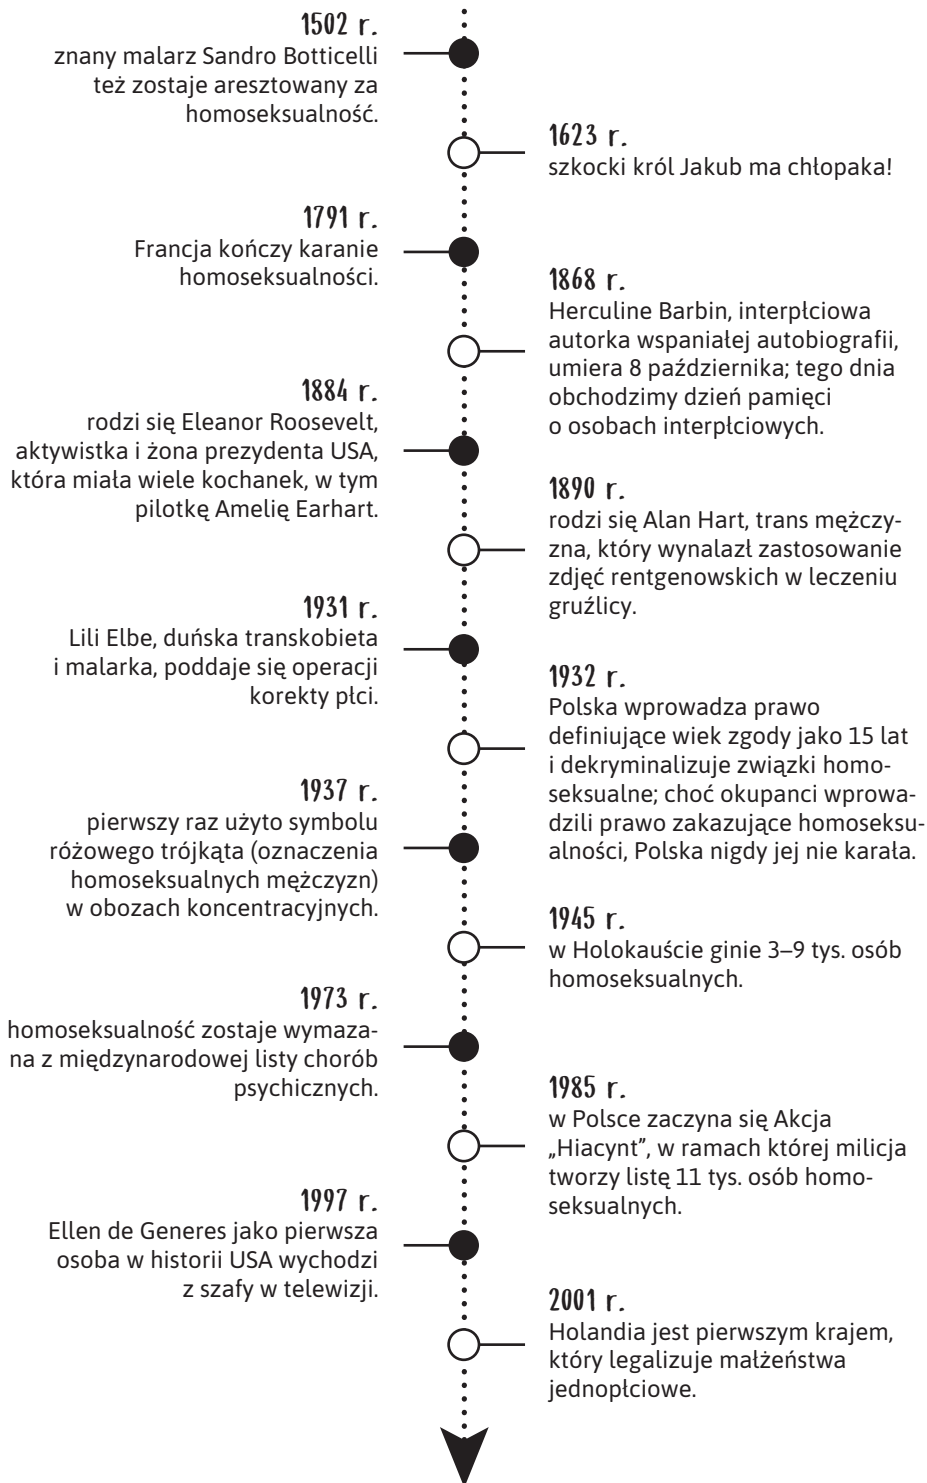 1502 r.
znany malarz Sandro Botticelli
też zostaje aresztowany za
homoseksualność.
1623 r.
szkocki król Jakub ma chłopaka!
1791 r.
Francja kończy karanie
homoseksualności.
1868 r.
Herculine Barbin, interpłciowa
autorka wspaniałej autobiografii,
umiera 8 października; tego dnia
obchodzimy dzień pamięci
o osobach interpłciowych.
1884 r.
rodzi się Eleanor Roosevelt,
aktywistka i żona prezydenta USA,
która miała wiele kochanek, w tym
pilotkę Amelię Earhart.
1890 r.
rodzi się Alan Hart, trans mężczy-
zna, który wynalazł zastosowanie
zdjęć rentgenowskich w leczeniu
gruźlicy.
1931 r.
Lili Elbe, duńska transkobieta
i malarka, poddaje się operacji
korekty płci.
1932 r.
Polska wprowadza prawo
definiujące wiek zgody jako 15 lat
i dekryminalizuje związki homo-
seksualne; choć okupanci wprowa-
dzili prawo zakazujące homoseksu-
alności, Polska nigdy jej nie karała.
1937 r.
pierwszy raz użyto symbolu
różowego trójkąta (oznaczenia
homoseksualnych mężczyzn)
w obozach koncentracyjnych.
1945 r.
w Holokauście ginie 3–9 tys. osób
homoseksualnych.
1973 r.
homoseksualność zostaje wymaza-
na z międzynarodowej listy chorób
psychicznych.
1985 r.
w Polsce zaczyna się Akcja
„Hiacynt”, w ramach której milicja
tworzy listę 11 tys. osób homo-
seksualnych.
1997 r.
Ellen de Generes jako pierwsza
osoba w historii USA wychodzi
z szafy w telewizji.
2001 r.
Holandia jest pierwszym krajem,
który legalizuje małżeństwa
jednopłciowe.